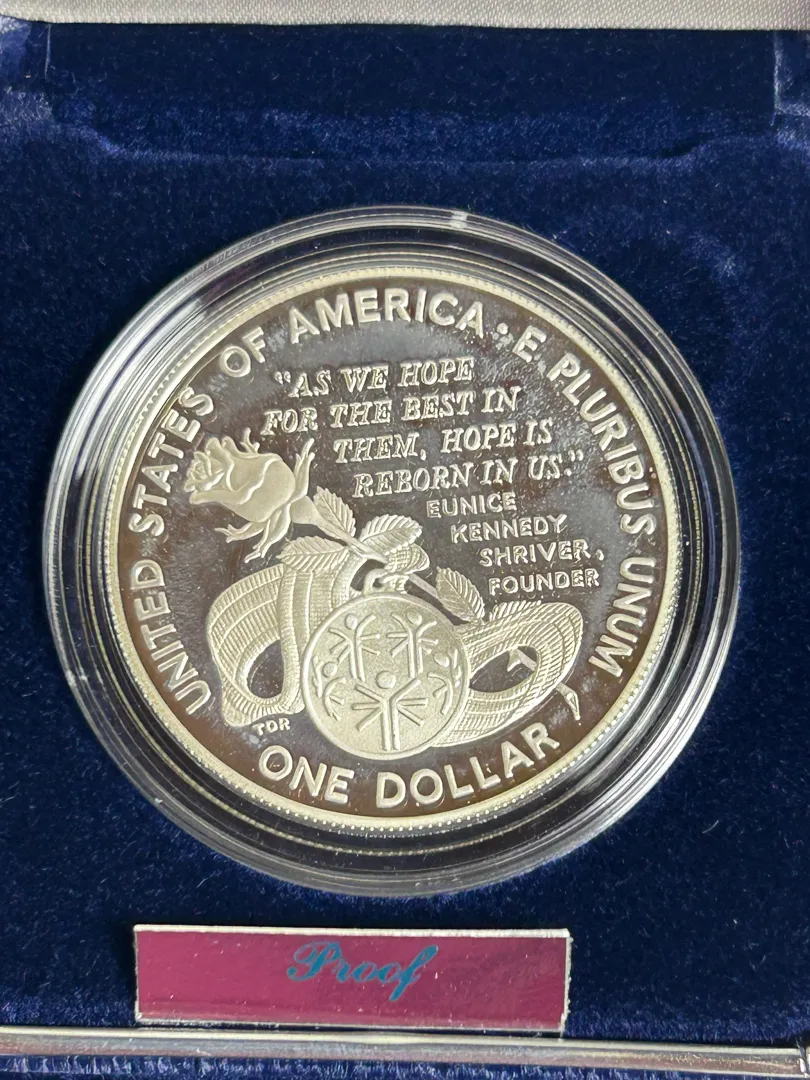 UNITED STATES OF AMERICA • E PLURIBUS UNUM
"AS WE HOPE
FOR THE BEST IN
THEM, HOPE IS
REBORN IN US."
EUNICE
KENNEDY
SHRIVER,
FOUNDER
TDR
ONE DOLLAR
Proof